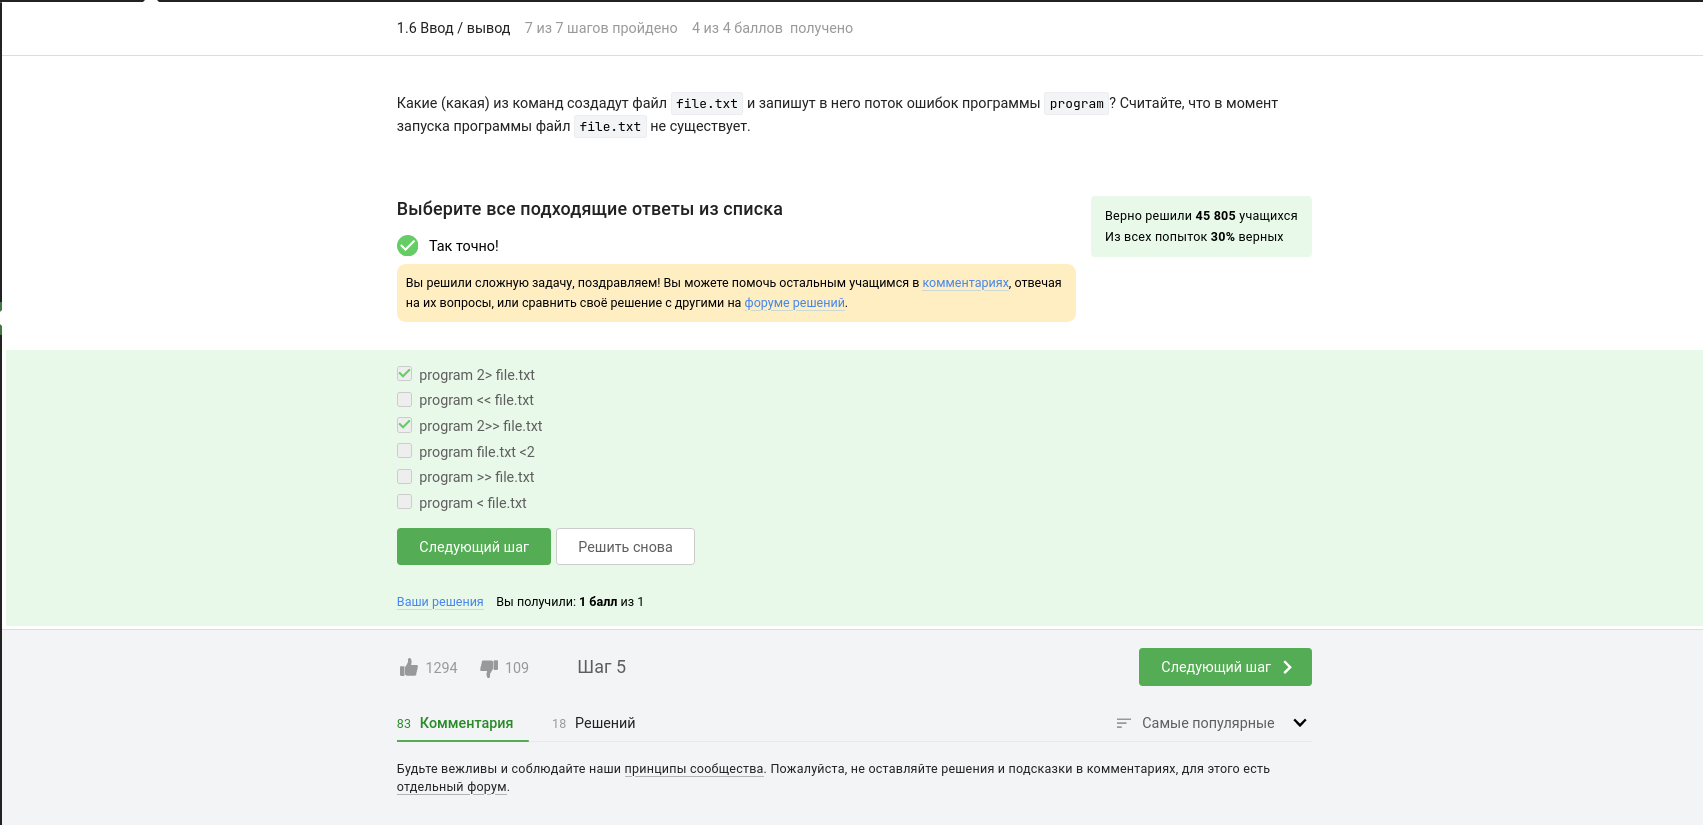 1.6 Ввод / вывод 7 из 7 шагов пройдено 4 из 4 баллов получено
Какие (какая) из команд создадут файл file.txt и запишут в него поток ошибок программы program? Считайте, что в момент
запуска программы файл file.txt не существует.
Выберите все подходящие ответы из списка
Верно решили 45 805 учащихся
Из всех попыток 30% верных
Так точно!
Вы решили сложную задачу, поздравляем! Вы можете помочь остальным учащимся в комментариях, отвечая
на их вопросы, или сравнить своё решение с другими на форуме решений.
program 2> file.txt
program << file.txt
program 2>> file.txt
program file.txt <2
program >> file.txt
program < file.txt
Следующий шаг Решить снова
Ваши решения Вы получили: 1 балл из 1
1294 109 Шаг 5 Следующий шаг
83 Комментария 18 Решений Самые популярные
Будьте вежливы и соблюдайте наши принципы сообщества. Пожалуйста, не оставляйте решения и подсказки в комментариях, для этого есть
отдельный форум.